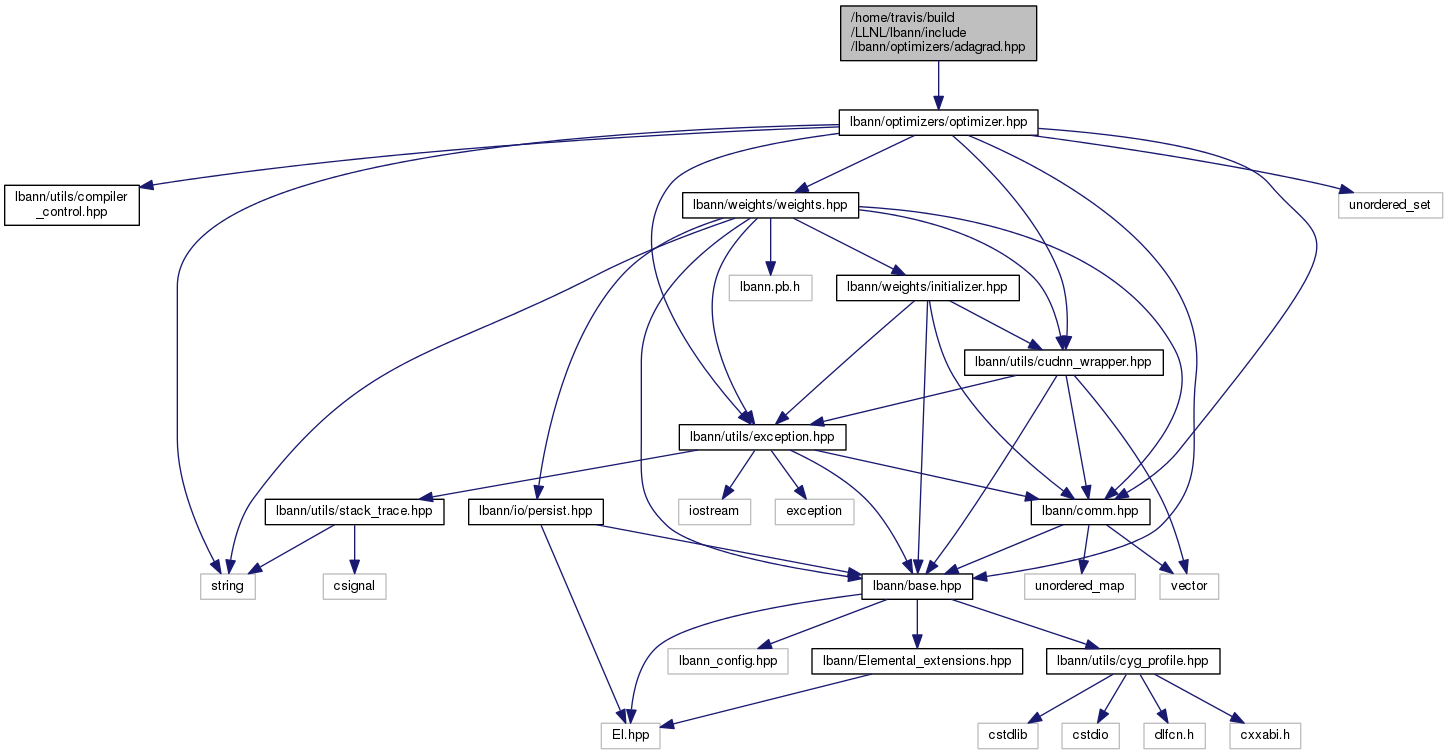 /home/travis/build
/LLNL/lbann/include
/lbann/optimizers/adagrad.hpp
lbann/optimizers/optimizer.hpp
lbann/utils/compiler
_control.hpp
lbann/weights/weights.hpp
unordered_set
lbann.pb.h
lbann/weights/initializer.hpp
lbann/utils/cudnn_wrapper.hpp
lbann/utils/exception.hpp
lbann/utils/stack_trace.hpp
lbann/io/persist.hpp
iostream
exception
lbann/comm.hpp
string
csignal
lbann/base.hpp
unordered_map
vector
lbann_config.hpp
lbann/Elemental_extensions.hpp
lbann/utils/cyg_profile.hpp
El.hpp
cstdlib
cstdio
dlfcn.h
cxxabi.h